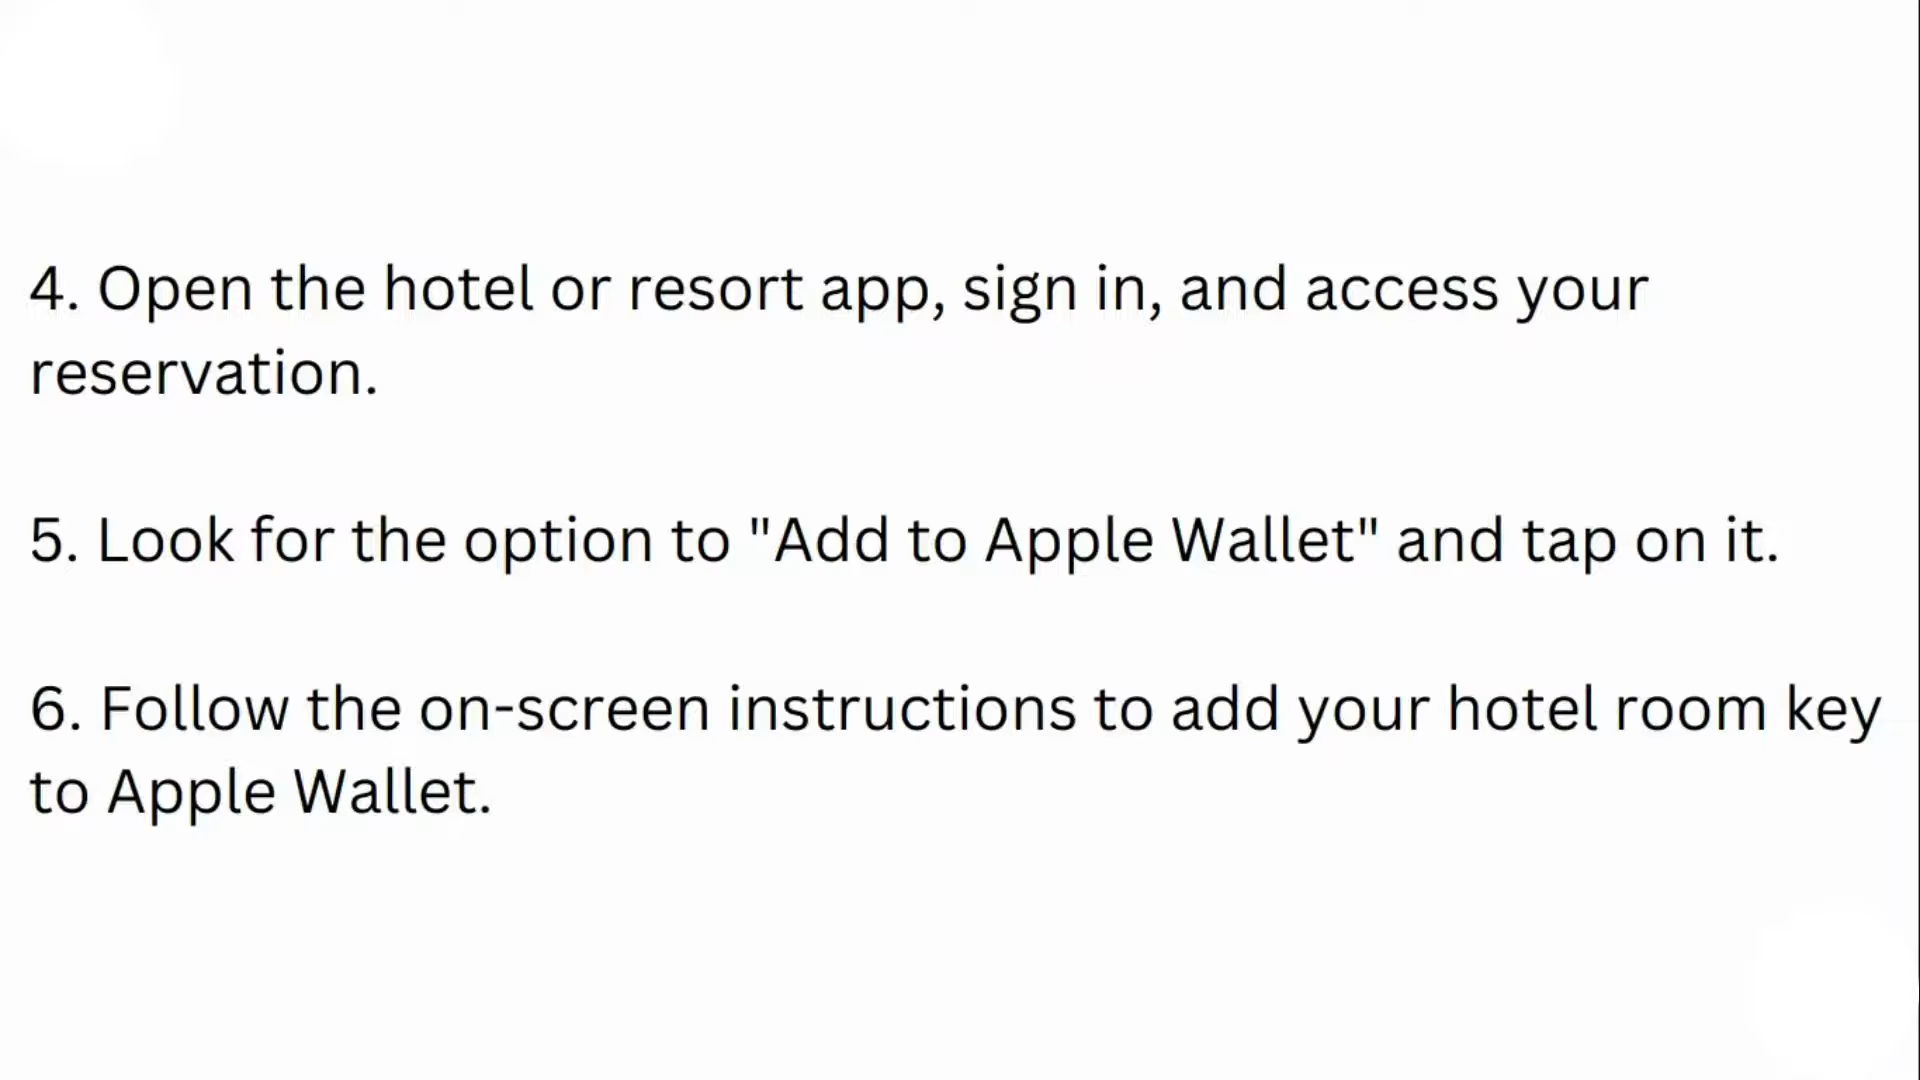 4. Open the hotel or resort app, sign in, and access your
reservation.
5. Look for the option to "Add to Apple Wallet" and tap on it.
6. Follow the on-screen instructions to add your hotel room key
to Apple Wallet.